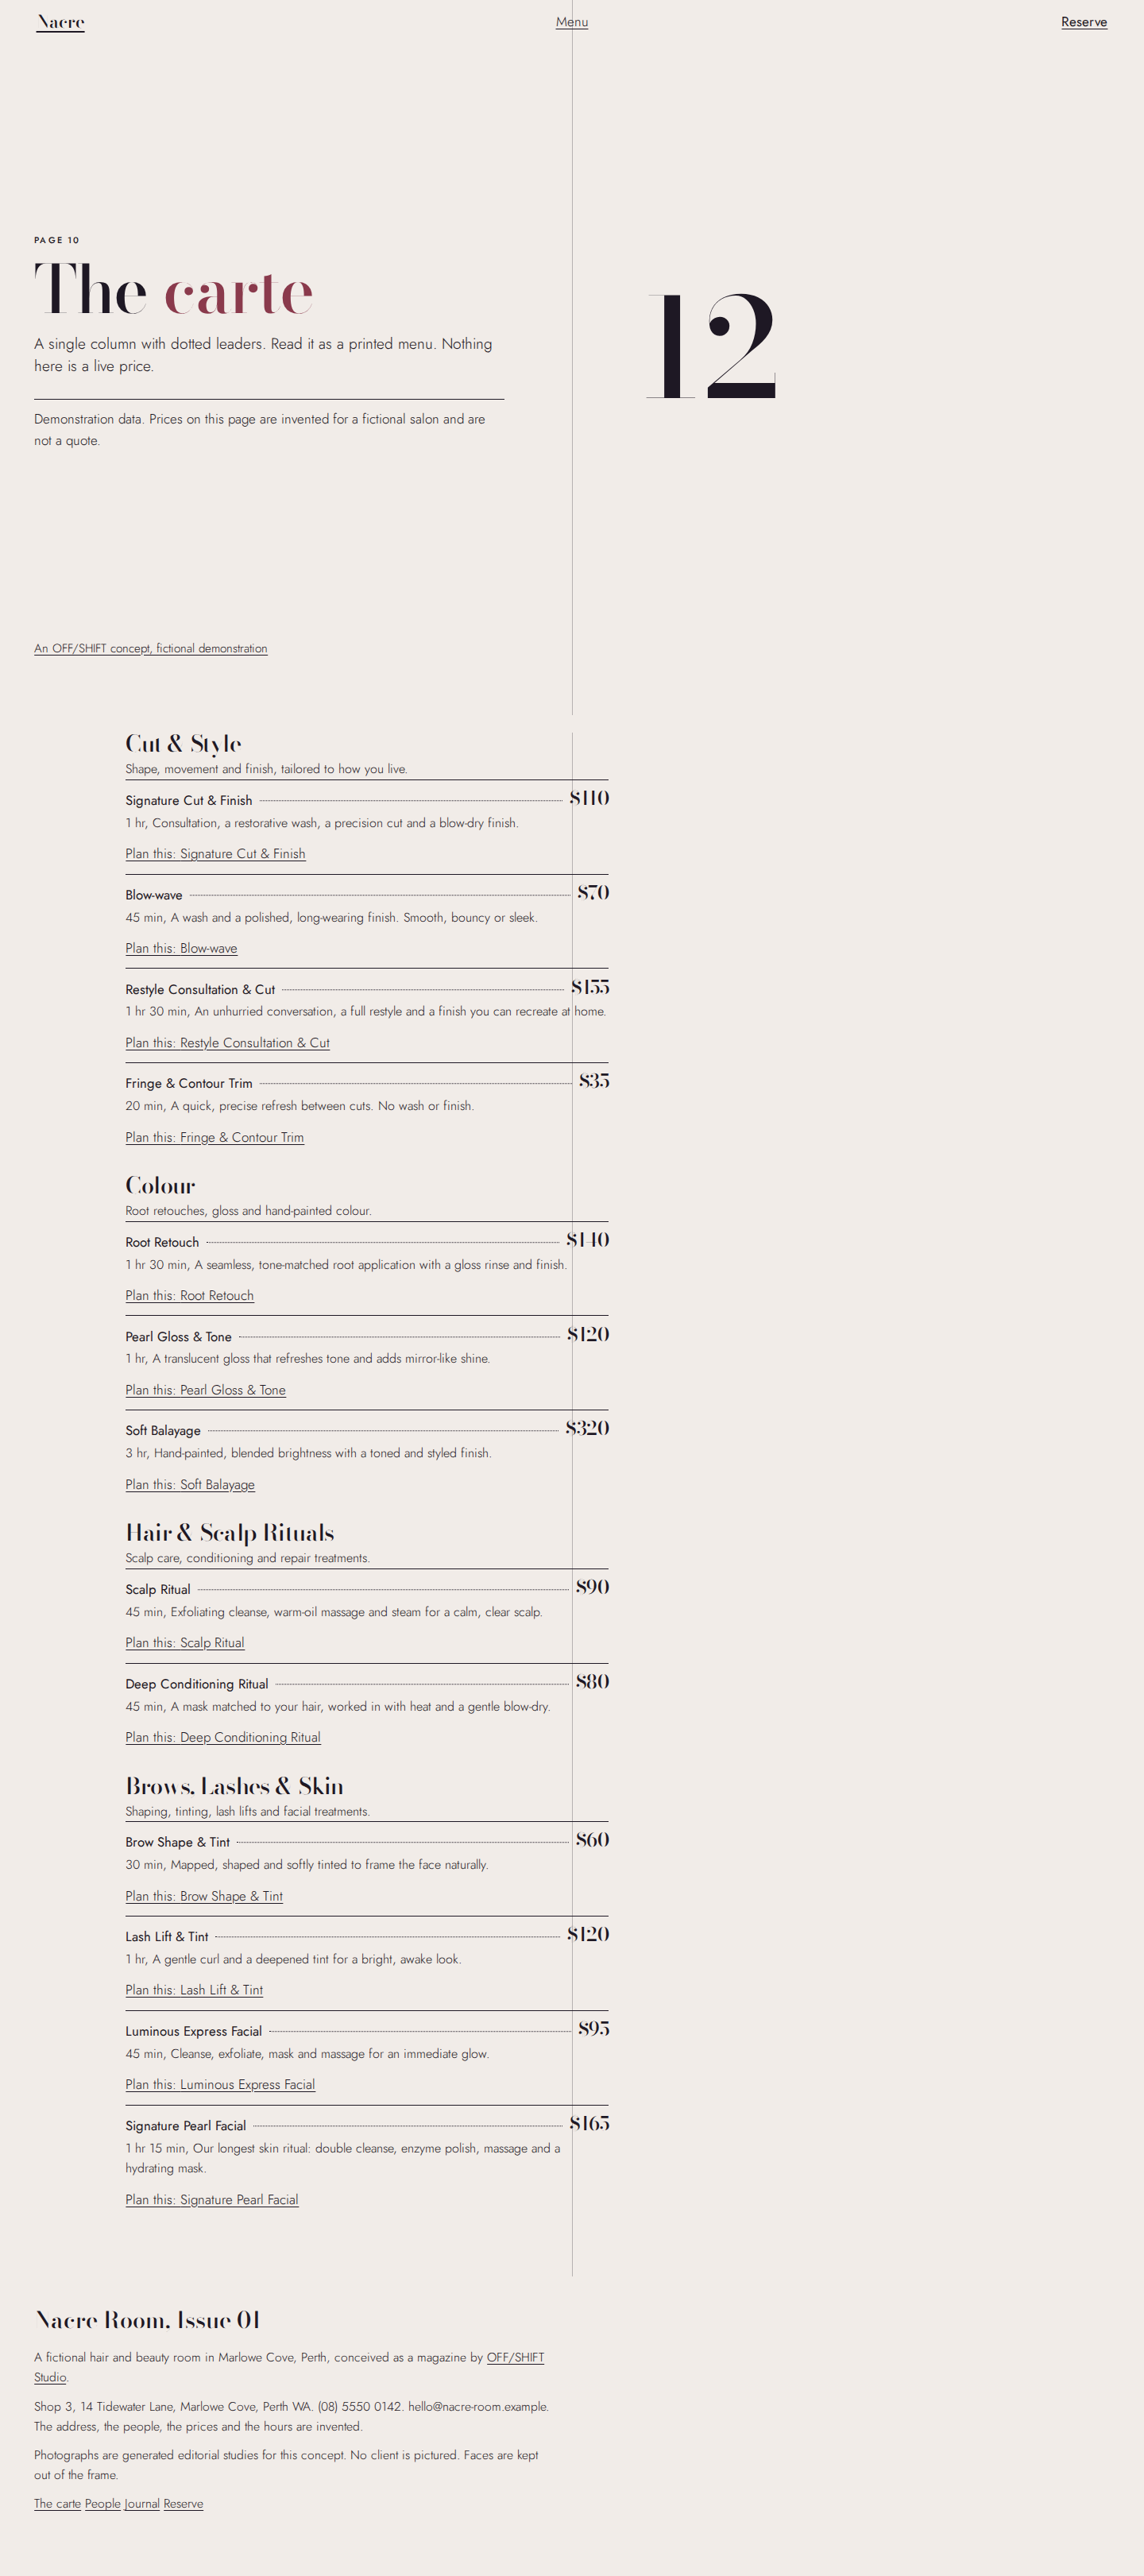 Nacre
Menu
Reserve
PAGE 10
The carte
A single column with dotted leaders. Read it as a printed menu. Nothing
here is a live price.
Demonstration data. Prices on this page are invented for a fictional salon and are
not a quote.
12
An OFF/SHIFT concept, fictional demonstration
Cut & Style
Shape, movement and finish, tailored to how you live.
Signature Cut & Finish $110
1 hr, Consultation, a restorative wash, a precision cut and a blow-dry finish.
Plan this: Signature Cut & Finish
Blow-wave $70
45 min, A wash and a polished, long-wearing finish. Smooth, bouncy or sleek.
Plan this: Blow-wave
Restyle Consultation & Cut $155
1 hr 30 min, An unhurried conversation, a full restyle and a finish you can recreate at home.
Plan this: Restyle Consultation & Cut
Fringe & Contour Trim $35
20 min, A quick, precise refresh between cuts. No wash or finish.
Plan this: Fringe & Contour Trim
Colour
Root retouches, gloss and hand-painted colour.
Root Retouch $140
1 hr 30 min, A seamless, tone-matched root application with a gloss rinse and finish.
Plan this: Root Retouch
Pearl Gloss & Tone $120
1 hr, A translucent gloss that refreshes tone and adds mirror-like shine.
Plan this: Pearl Gloss & Tone
Soft Balayage $320
3 hr, Hand-painted, blended brightness with a toned and styled finish.
Plan this: Soft Balayage
Hair & Scalp Rituals
Scalp care, conditioning and repair treatments.
Scalp Ritual $90
45 min, Exfoliating cleanse, warm-oil massage and steam for a calm, clear scalp.
Plan this: Scalp Ritual
Deep Conditioning Ritual $80
45 min, A mask matched to your hair, worked in with heat and a gentle blow-dry.
Plan this: Deep Conditioning Ritual
Brows, Lashes & Skin
Shaping, tinting, lash lifts and facial treatments.
Brow Shape & Tint $60
30 min, Mapped, shaped and softly tinted to frame the face naturally.
Plan this: Brow Shape & Tint
Lash Lift & Tint $120
1 hr, A gentle curl and a deepened tint for a bright, awake look.
Plan this: Lash Lift & Tint
Luminous Express Facial $95
45 min, Cleanse, exfoliate, mask and massage for an immediate glow.
Plan this: Luminous Express Facial
Signature Pearl Facial $165
1 hr 15 min, Our longest skin ritual: double cleanse, enzyme polish, massage and a
hydrating mask.
Plan this: Signature Pearl Facial
Nacre Room, Issue 01
A fictional hair and beauty room in Marlowe Cove, Perth, conceived as a magazine by OFF/SHIFT
Studio.
Shop 3, 14 Tidewater Lane, Marlowe Cove, Perth WA. (08) 5550 0142. hello@nacre-room.example.
The address, the people, the prices and the hours are invented.
Photographs are generated editorial studies for this concept. No client is pictured. Faces are kept
out of the frame.
The carte People Journal Reserve